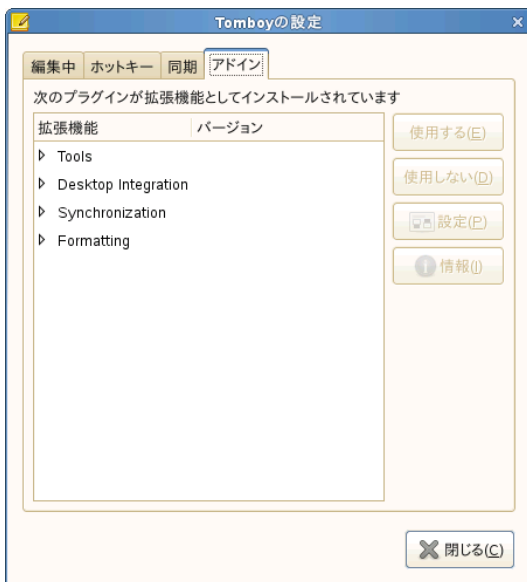 Tomboyの設定
編集中 ホットキー 同期 アドイン
次のプラグインが拡張機能としてインストールされています
拡張機能 バージョン
Tools
Desktop Integration
Synchronization
Formatting
使用する(E)
使用しない(D)
設定(P)
情報(I)
閉じる(C)